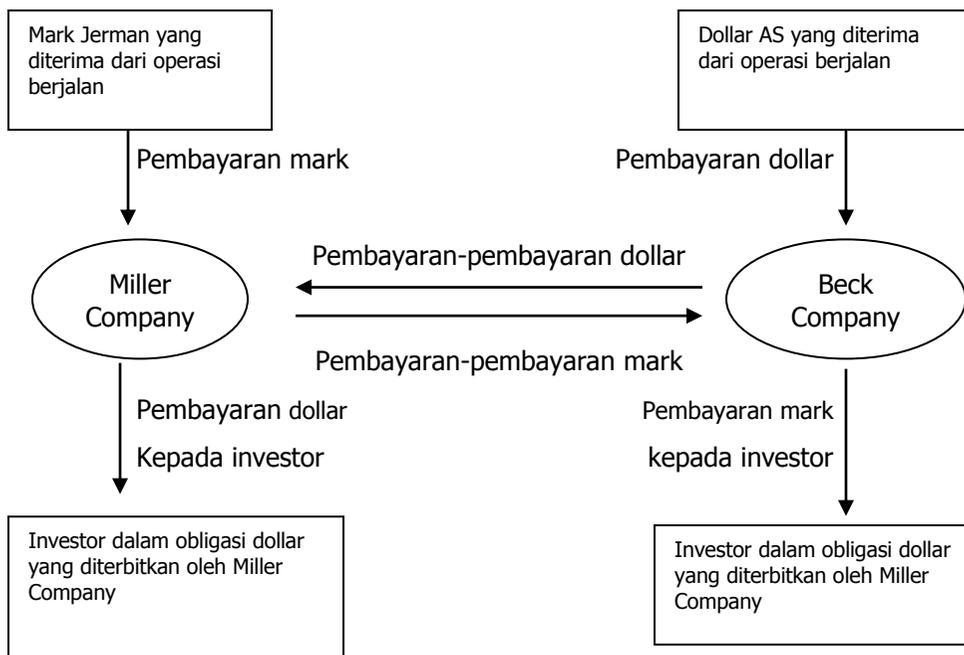 Mark Jerman yang
diterima dari operasi
berjalan
Dollar AS yang diterima
dari operasi berjalan
Pembayaran mark
Pembayaran dollar
Miller
Company
Pembayaran-pembayaran dollar
Pembayaran-pembayaran mark
Beck
Company
Pembayaran dollar
Kepada investor
Pembayaran mark
kepada investor
Investor dalam obligasi dollar
yang diterbitkan oleh Miller
Company
Investor dalam obligasi dollar
yang diterbitkan oleh Miller
Company